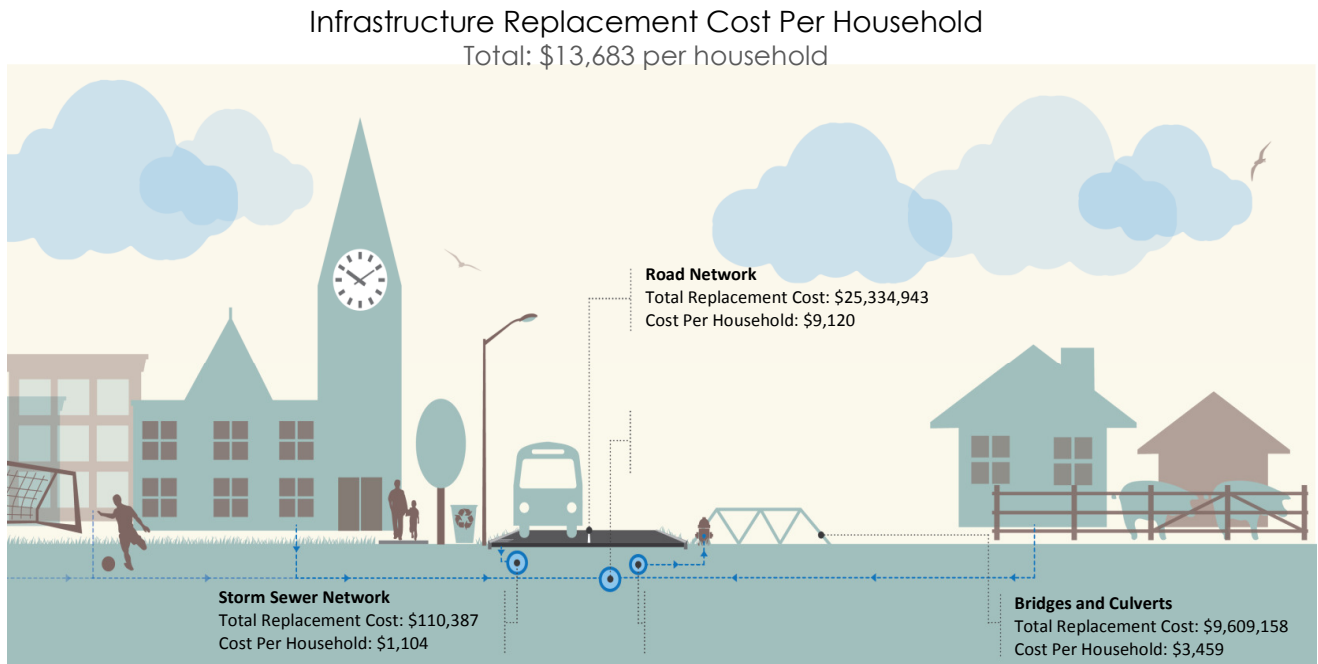 Infrastructure Replacement Cost Per Household
Total: $13,683 per household
Road Network
Total Replacement Cost: $25,334,943
Cost Per Household: $9,120
Storm Sewer Network
Total Replacement Cost: $110,387
Cost Per Household: $1,104
Bridges and Culverts
Total Replacement Cost: $9,609,158
Cost Per Household: $3,459